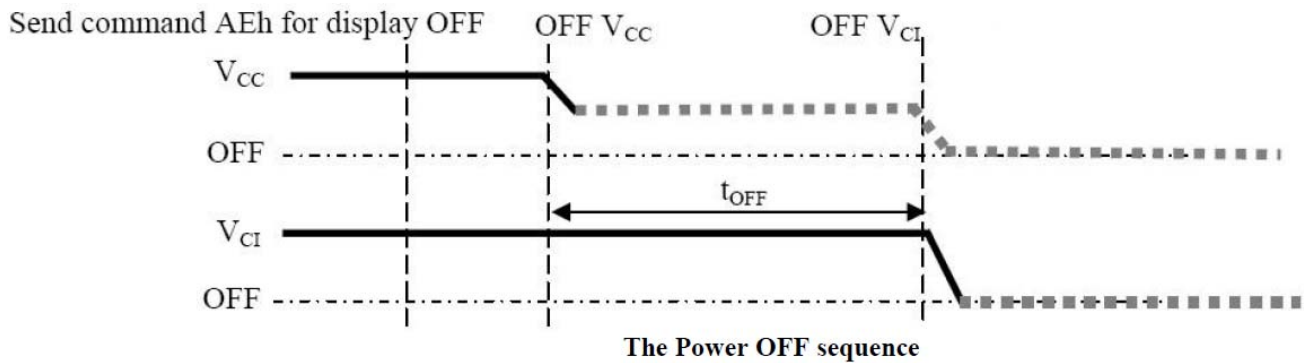 Send command AEh for display OFF OFF VCC OFF VCI
VCC
OFF
tOFF
VCI
OFF
The Power OFF sequence